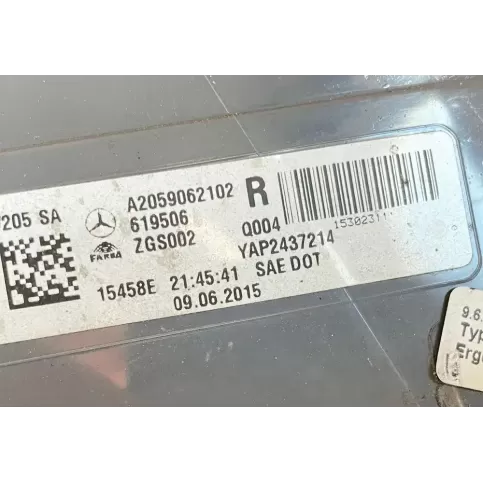 205 SA
A2059062102 R
619506
FARBA ZGS002
Q004
YAP2437214
1530231
15458E 21:45:41 SAE DOT
09.06.2015
9.6.
Typ
Erg